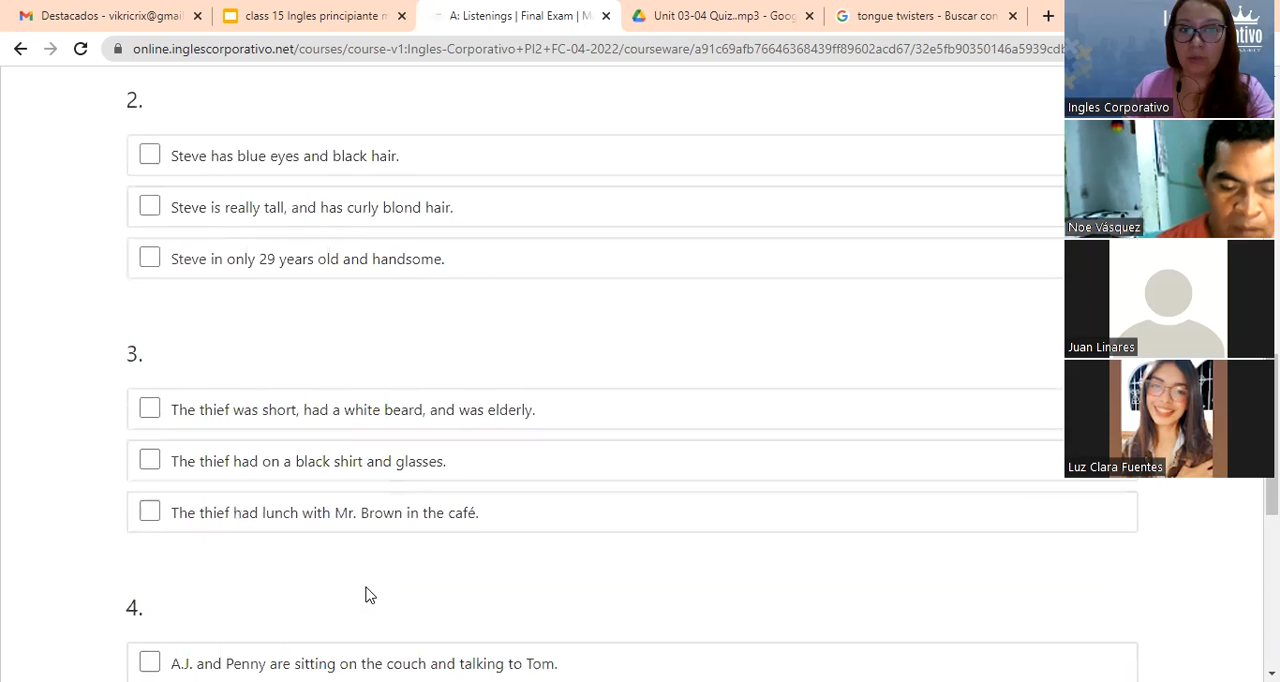 Destacados - vikricrix@gmai
class 15 Ingles principiante m
A: Listenings | Final Exam | M
Unit 03-04 Quiz..mp3 - Goog
tongue twisters - Buscar con
online.inglescorporativo.net/courses/course-v1:Ingles-Corporativo+PI2+FC-04-2022/courseware/a91c69afb76646368439ff89602acd67/32e5fb90350146a5939cdb
2.
Steve has blue eyes and black hair.
Steve is really tall, and has curly blond hair.
Steve in only 29 years old and handsome.
3.
The thief was short, had a white beard, and was elderly.
The thief had on a black shirt and glasses.
The thief had lunch with Mr. Brown in the café.
4.
A.J. and Penny are sitting on the couch and talking to Tom.
Ingles Corporativo
Noe Vásquez
Juan Linares
Luz Clara Fuentes